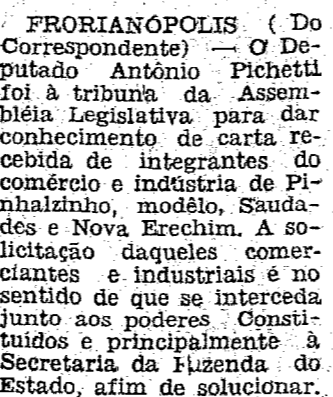 FRORIANÓPOLIS ( Do
Correspondente) — O De-
putado Antônio Pichetti
foi à tribuna da Assem-
bléia Legislativa para dar
conhecimento de carta re-
cebida de integrantes do
comércio e indústria de Pi-
nhalzinho, modêlo, Sauda-
des e Nova Erechim. A so-
licitação daqueles comer-
ciantes e industriais é no
sentido de que se interceda
junto aos poderes Consti-
tuidos e principalmente à
Secretaria da Fazenda do
Estado, afim de solucionar.